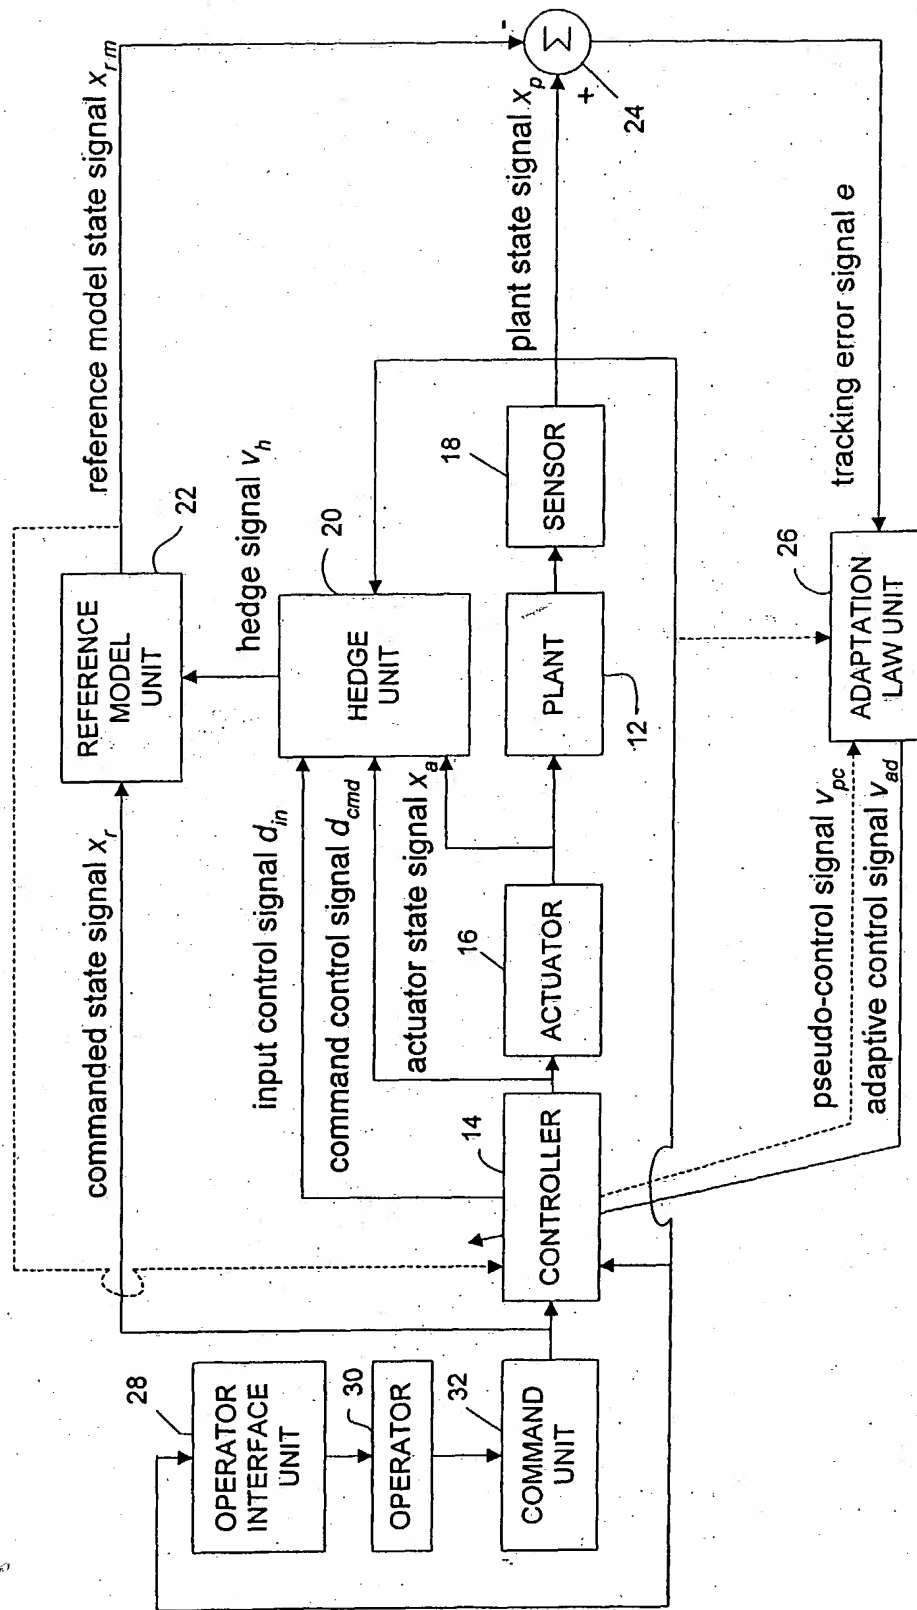 commanded state signal x_r
reference model state signal x_rm
REFERENCE
MODEL
UNIT
22
hedge signal v_h
28
OPERATOR
INTERFACE
UNIT
30
OPERATOR
32
COMMAND
UNIT
input control signal d_in
command control signal d_cmd
actuator state signal x_a
HEDGE
UNIT
20
14
CONTROLLER
16
ACTUATOR
PLANT
12
18
SENSOR
plant state signal x_p
-
+
Σ
24
pseudo-control signal v_pc
adaptive control signal v_ad
ADAPTATION
LAW UNIT
26
tracking error signal e